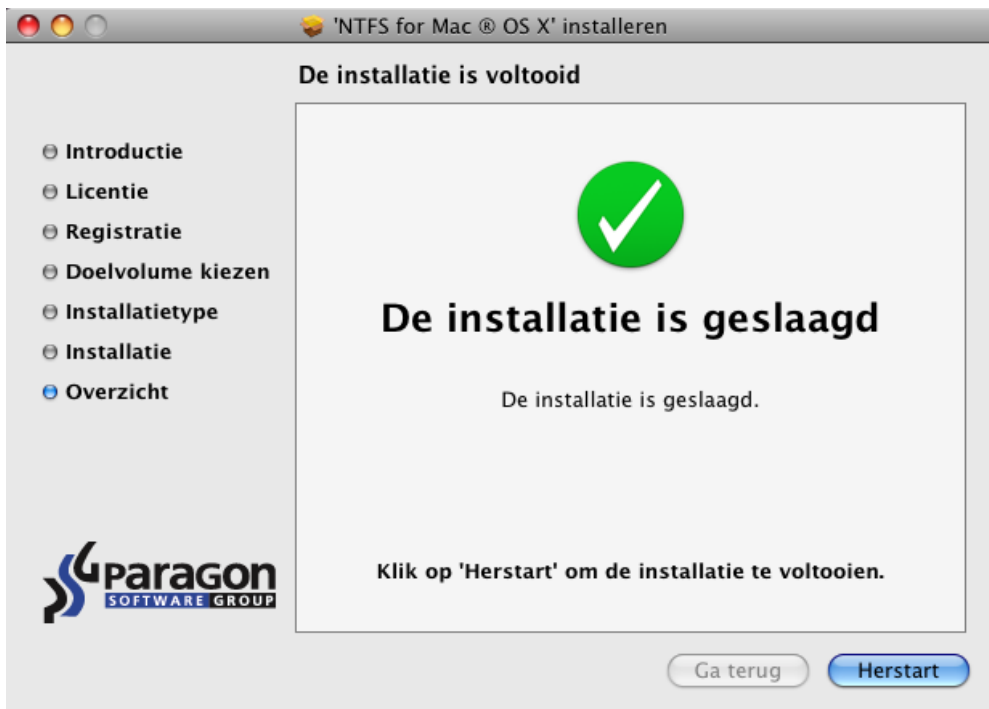 'NTFS for Mac ® OS X' installeren
De installatie is voltooid
Introductie
Licentie
Registratie
Doelvolume kiezen
Installatietype
Installatie
Overzicht
De installatie is geslaagd
De installatie is geslaagd.
Klik op 'Herstart' om de installatie te voltooien.
Paragon
SOFTWARE GROUP
Ga terug
Herstart